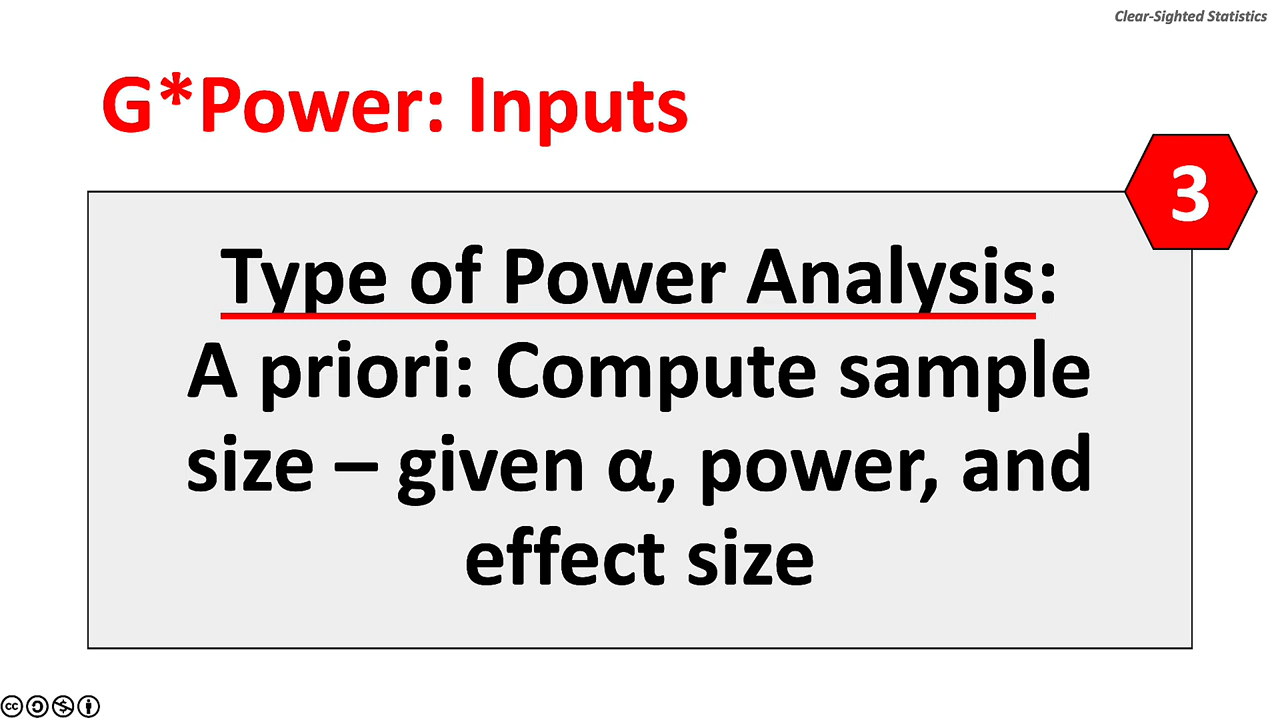 Clear-Sighted Statistics
G*Power: Inputs
3
Type of Power Analysis:
A priori: Compute sample
size – given α, power, and
effect size
cc